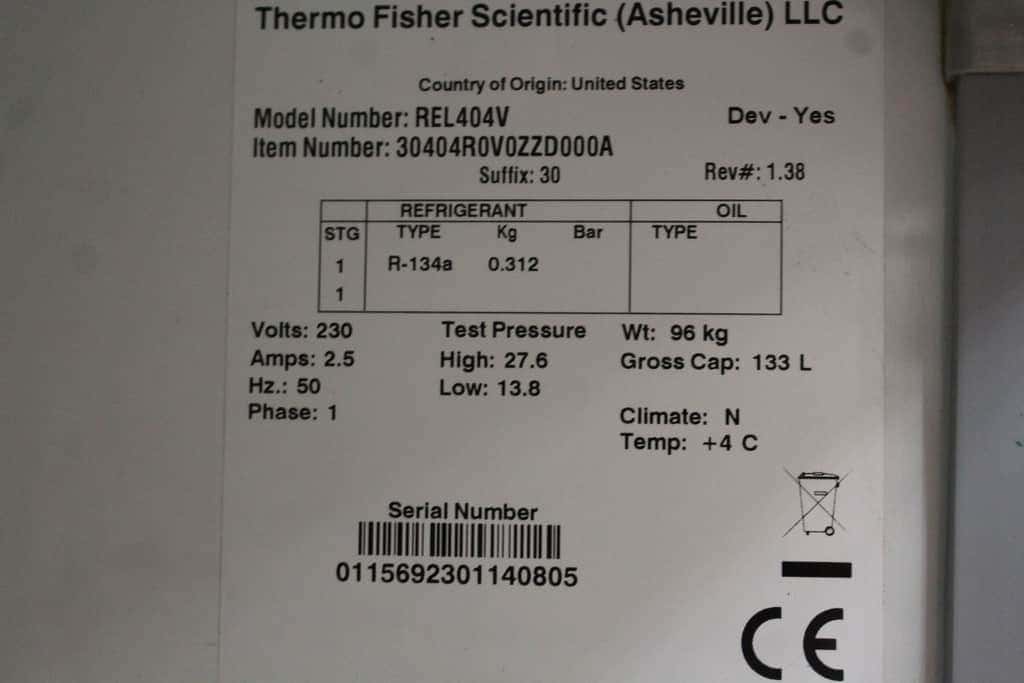 Thermo Fisher Scientific (Asheville) LLC
Country of Origin: United States
Model Number: REL404V Dev - Yes
Item Number: 30404R0V0ZZD000A
Suffix: 30 Rev#: 1.38
REFRIGERANT OIL
STG TYPE Kg Bar TYPE
1 R-134a 0.312
1
Volts: 230 Test Pressure Wt: 96 kg
Amps: 2.5 High: 27.6 Gross Cap: 133 L
Hz.: 50 Low: 13.8
Phase: 1 Climate: N
Temp: +4 C
Serial Number
0115692301140805
CE